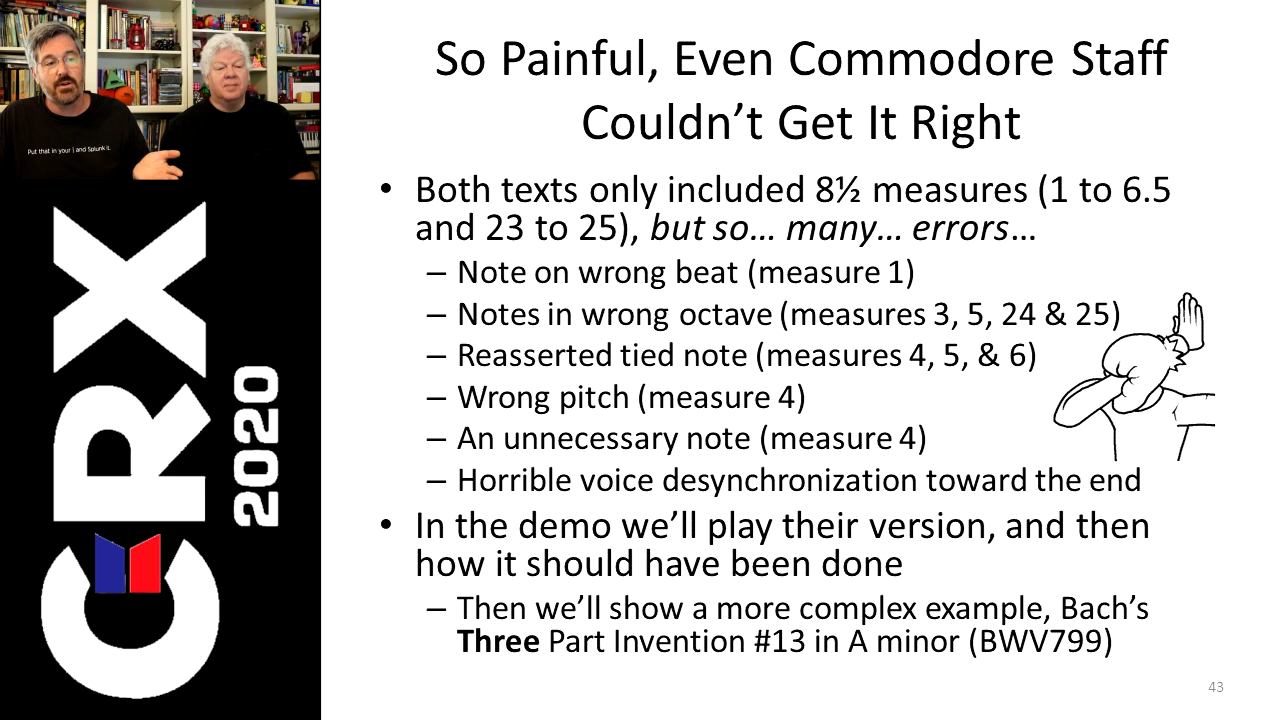 Put that in your | and Splunk it.
CRX
2020
So Painful, Even Commodore Staff
Couldn’t Get It Right
• Both texts only included 8½ measures (1 to 6.5
and 23 to 25), but so… many… errors…
– Note on wrong beat (measure 1)
– Notes in wrong octave (measures 3, 5, 24 & 25)
– Reasserted tied note (measures 4, 5, & 6)
– Wrong pitch (measure 4)
– An unnecessary note (measure 4)
– Horrible voice desynchronization toward the end
• In the demo we’ll play their version, and then
how it should have been done
– Then we’ll show a more complex example, Bach’s
Three Part Invention #13 in A minor (BWV799)
43